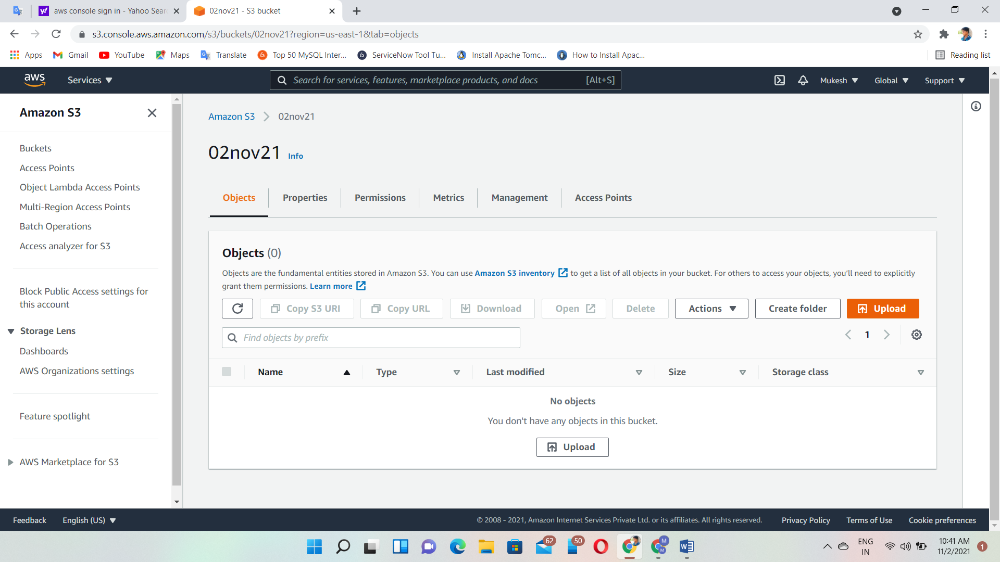 aws console sign in - Yahoo Sear
02nov21 - S3 bucket
s3.console.aws.amazon.com/s3/buckets/02nov21?region=us-east-1&tab=objects
Apps Gmail YouTube Maps Translate Top 50 MySQL Inter... ServiceNow Tool Tu... Install Apache Tomc... How to Install Apac... Reading list
aws Services Search for services, features, marketplace products, and docs [Alt+S] Mukesh Global Support
Amazon S3
Buckets
Access Points
Object Lambda Access Points
Multi-Region Access Points
Batch Operations
Access analyzer for S3
Block Public Access settings for
this account
Storage Lens
Dashboards
AWS Organizations settings
Feature spotlight
AWS Marketplace for S3
Amazon S3 02nov21
02nov21 Info
Objects Properties Permissions Metrics Management Access Points
Objects (0)
Objects are the fundamental entities stored in Amazon S3. You can use Amazon S3 inventory to get a list of all objects in your bucket. For others to access your objects, you'll need to explicitly
grant them permissions. Learn more
Copy S3 URI Copy URL Download Open Delete Actions Create folder Upload
Find objects by prefix 1
Name Type Last modified Size Storage class
No objects
You don't have any objects in this bucket.
Upload
Feedback English (US) © 2008 - 2021, Amazon Internet Services Private Ltd. or its affiliates. All rights reserved. Privacy Policy Terms of Use Cookie preferences
62 50 M M
ENG
IN
10:41 AM
11/2/2021
1